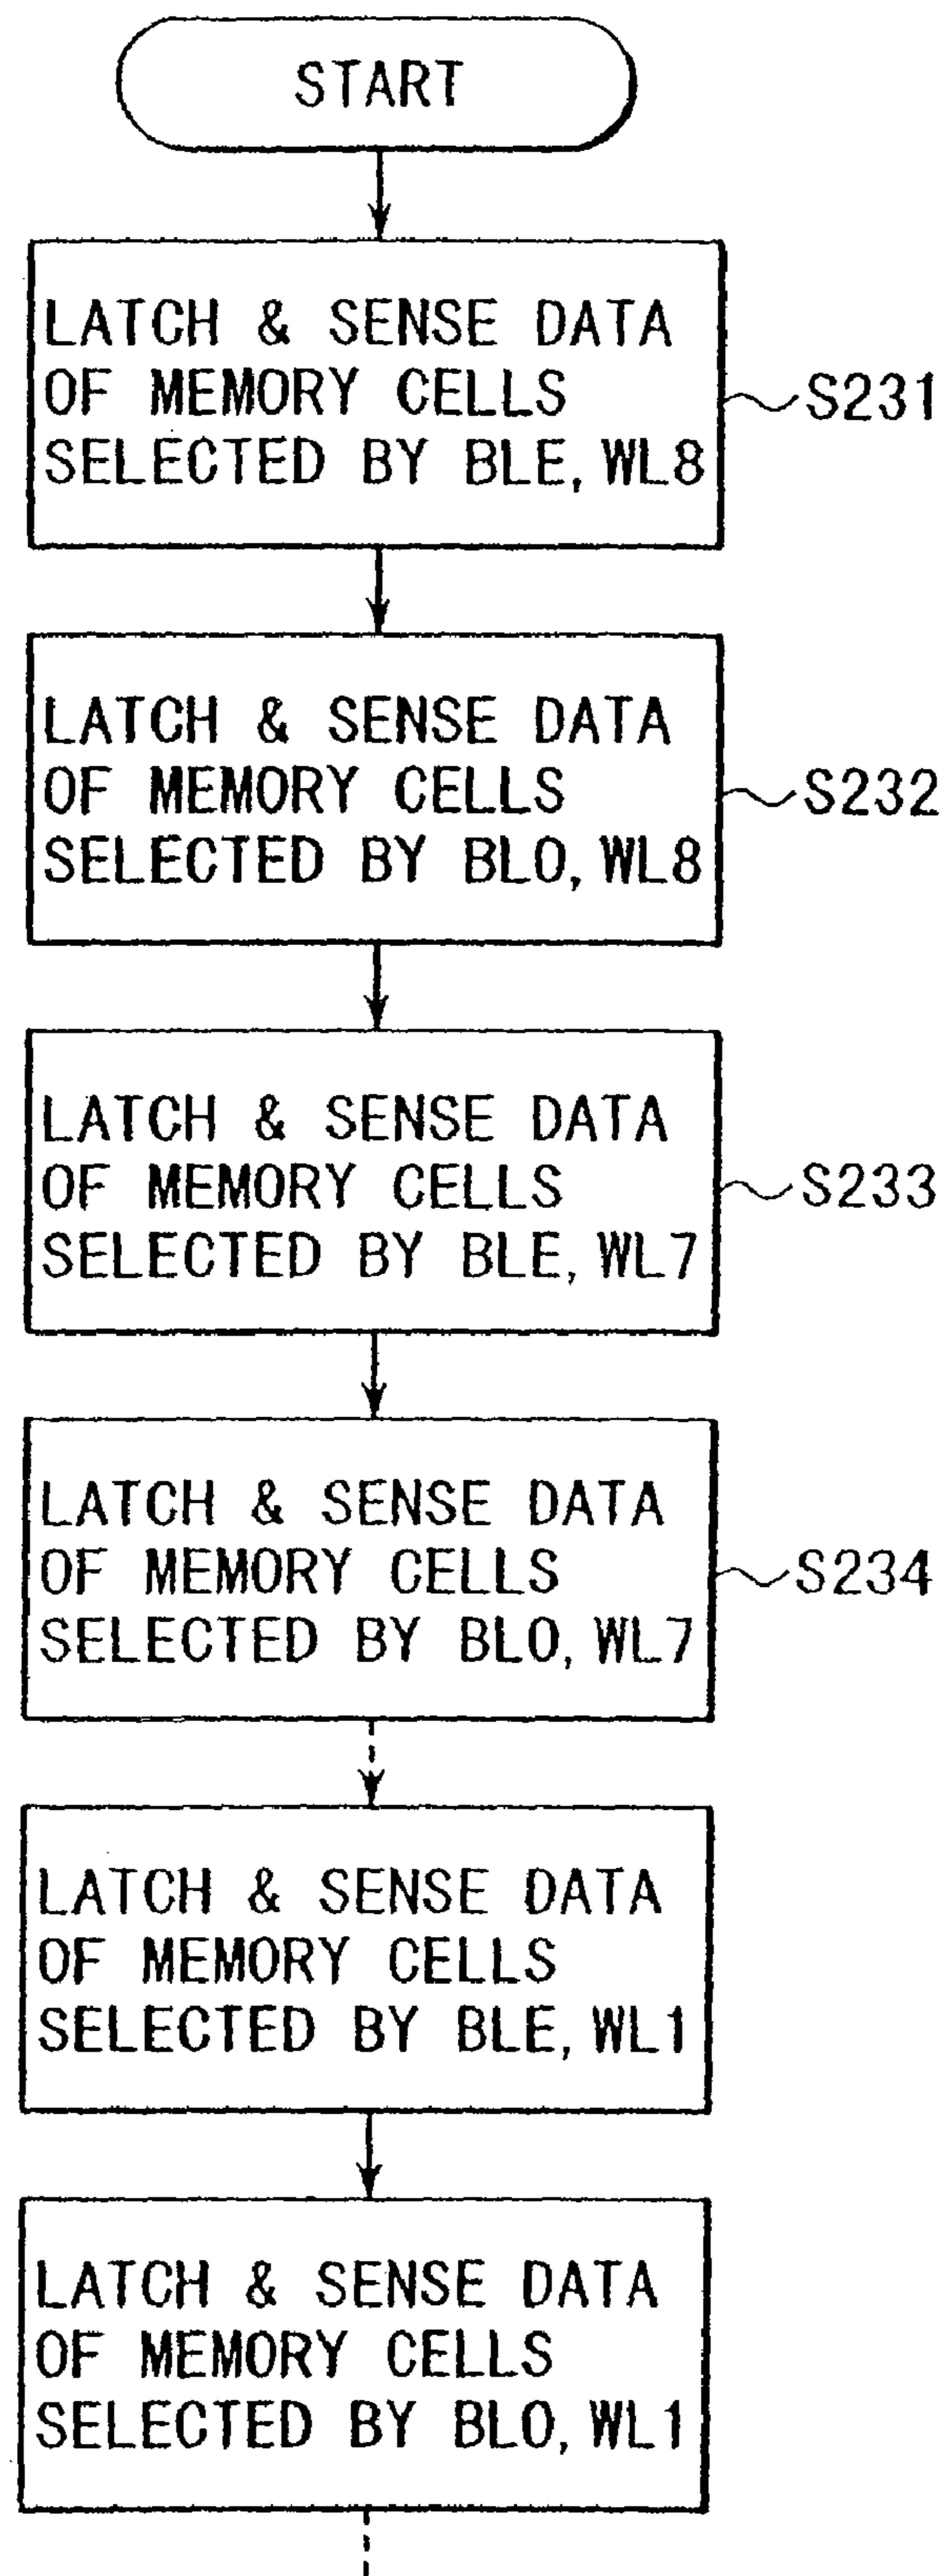 START
LATCH & SENSE DATA
OF MEMORY CELLS
SELECTED BY BLE, WL8
S231
LATCH & SENSE DATA
OF MEMORY CELLS
SELECTED BY BLO, WL8
S232
LATCH & SENSE DATA
OF MEMORY CELLS
SELECTED BY BLE, WL7
S233
LATCH & SENSE DATA
OF MEMORY CELLS
SELECTED BY BLO, WL7
S234
LATCH & SENSE DATA
OF MEMORY CELLS
SELECTED BY BLE, WL1
LATCH & SENSE DATA
OF MEMORY CELLS
SELECTED BY BLO, WL1